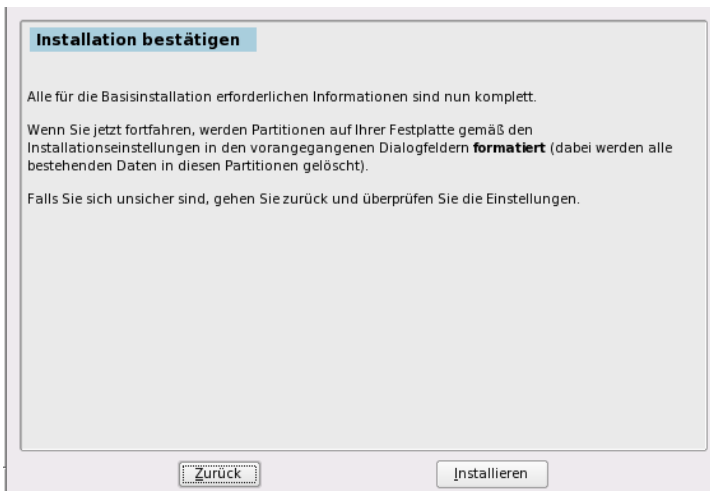 Installation bestätigen
Alle für die Basisinstallation erforderlichen Informationen sind nun komplett.
Wenn Sie jetzt fortfahren, werden Partitionen auf Ihrer Festplatte gemäß den
Installationseinstellungen in den vorangegangenen Dialogfeldern formatiert (dabei werden alle
bestehenden Daten in diesen Partitionen gelöscht).
Falls Sie sich unsicher sind, gehen Sie zurück und überprüfen Sie die Einstellungen.
Zurück
Installieren